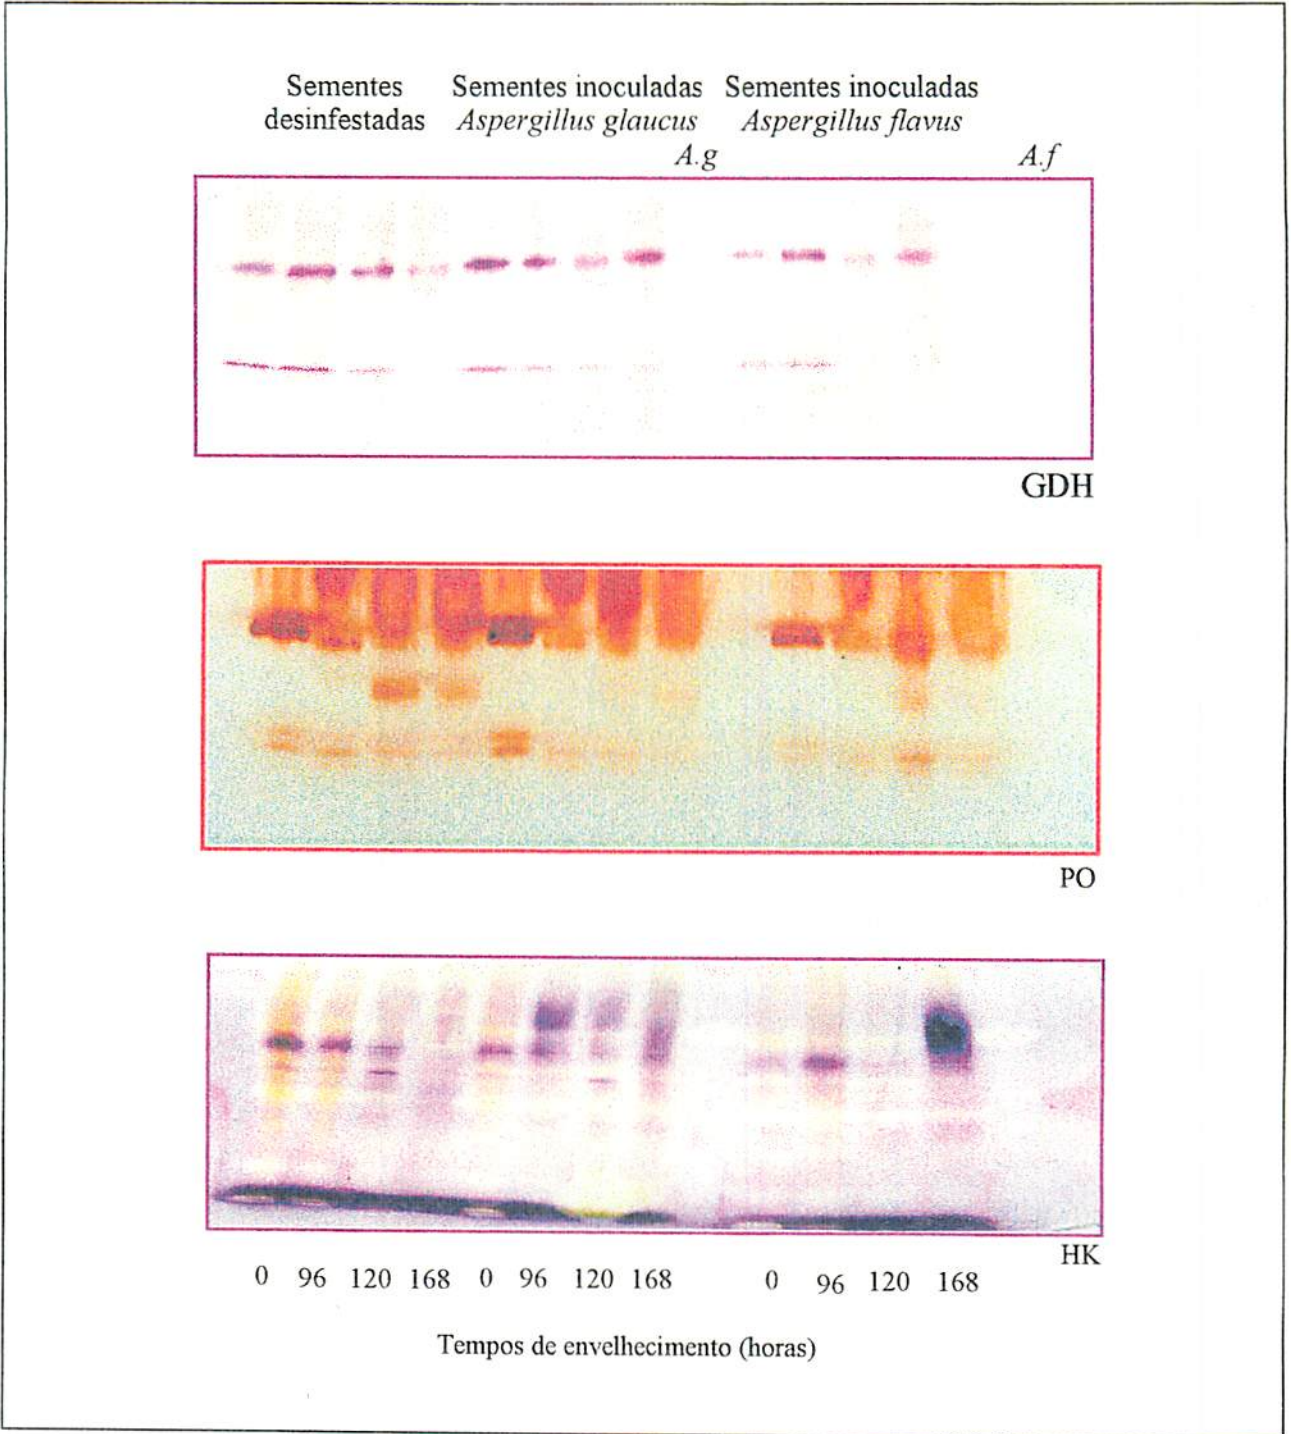 Sementes Sementes inoculadas Sementes inoculadas
desinfestadas Aspergillus glaucus Aspergillus flavus
A.g A.f
GDH
PO
HK
0 96 120 168 0 96 120 168 0 96 120 168
Tempos de envelhecimento (horas)